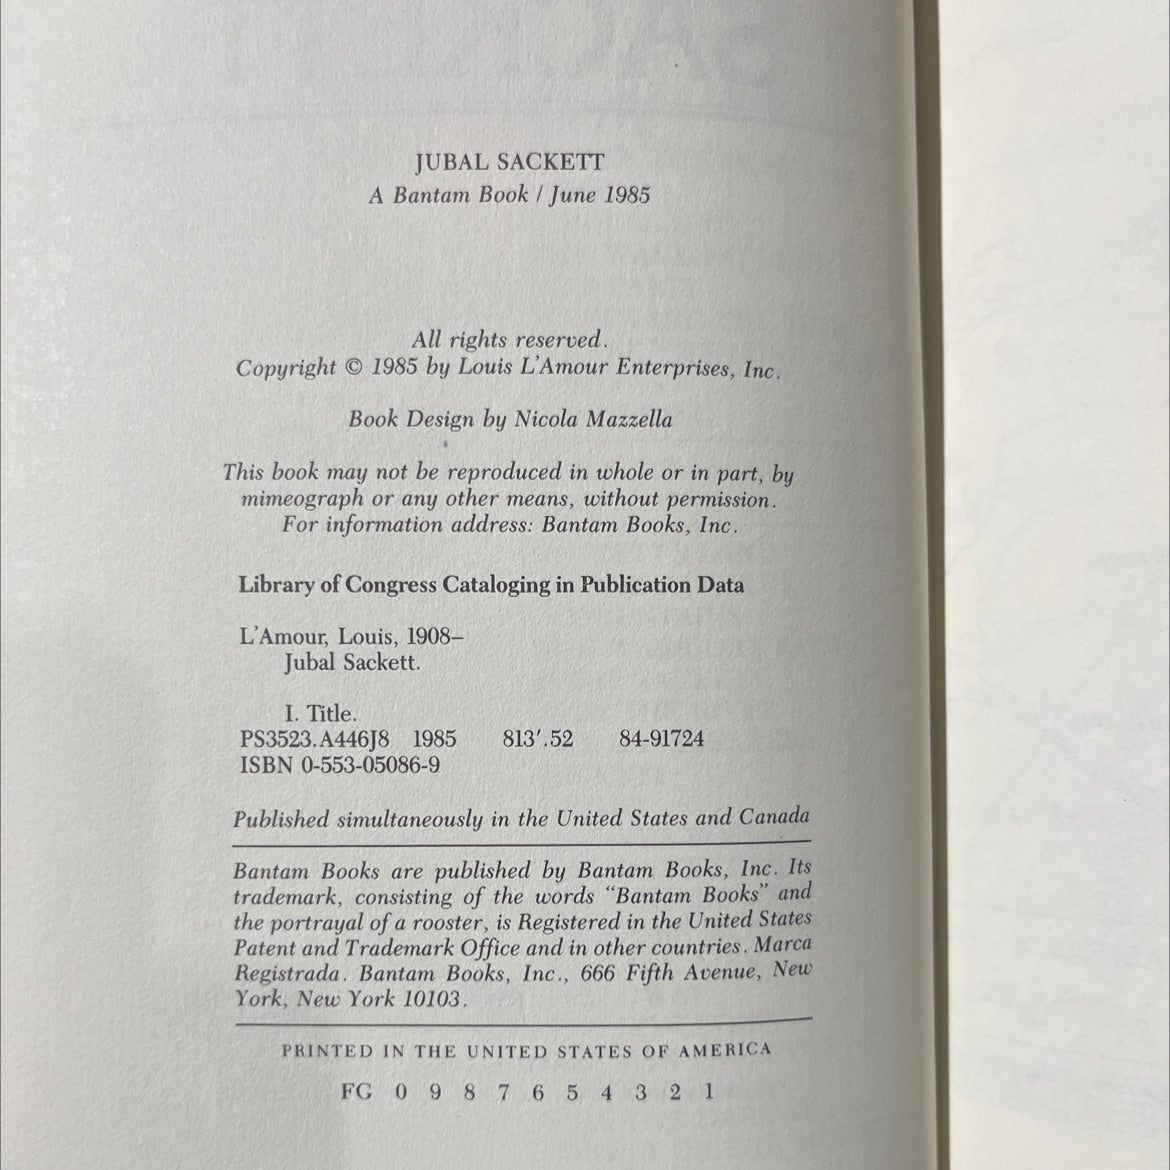 JUBAL SACKETT
A Bantam Book / June 1985
All rights reserved.
Copyright © 1985 by Louis L'Amour Enterprises, Inc.
Book Design by Nicola Mazzella
This book may not be reproduced in whole or in part, by
mimeograph or any other means, without permission.
For information address: Bantam Books, Inc.
Library of Congress Cataloging in Publication Data
L'Amour, Louis, 1908–
Jubal Sackett.
I. Title.
PS3523.A446J8 1985 813′.52 84-91724
ISBN 0-553-05086-9
Published simultaneously in the United States and Canada
Bantam Books are published by Bantam Books, Inc. Its
trademark, consisting of the words “Bantam Books” and
the portrayal of a rooster, is Registered in the United States
Patent and Trademark Office and in other countries. Marca
Registrada. Bantam Books, Inc., 666 Fifth Avenue, New
York, New York 10103.
PRINTED IN THE UNITED STATES OF AMERICA
FG 0 9 8 7 6 5 4 3 2 1